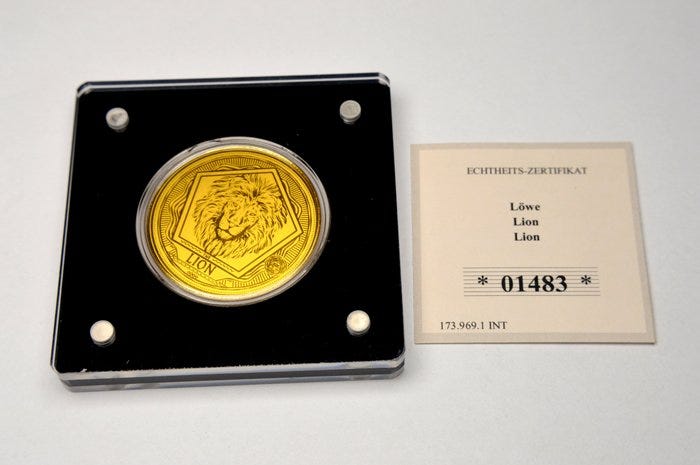 LION
ECHTHEITS-ZERTIFIKAT
Löwe
Lion
Lion
* 01483 *
173.969.1 INT